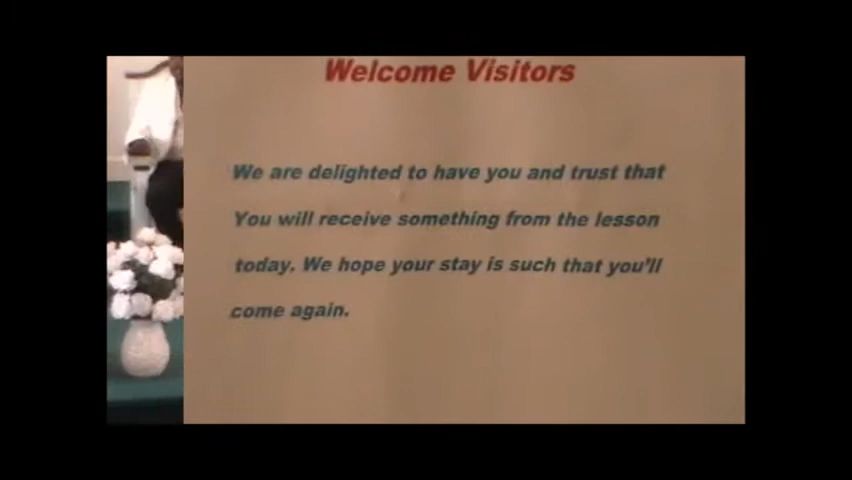 Welcome Visitors
We are delighted to have you and trust that
You will receive something from the lesson
today. We hope your stay is such that you'll
come again.